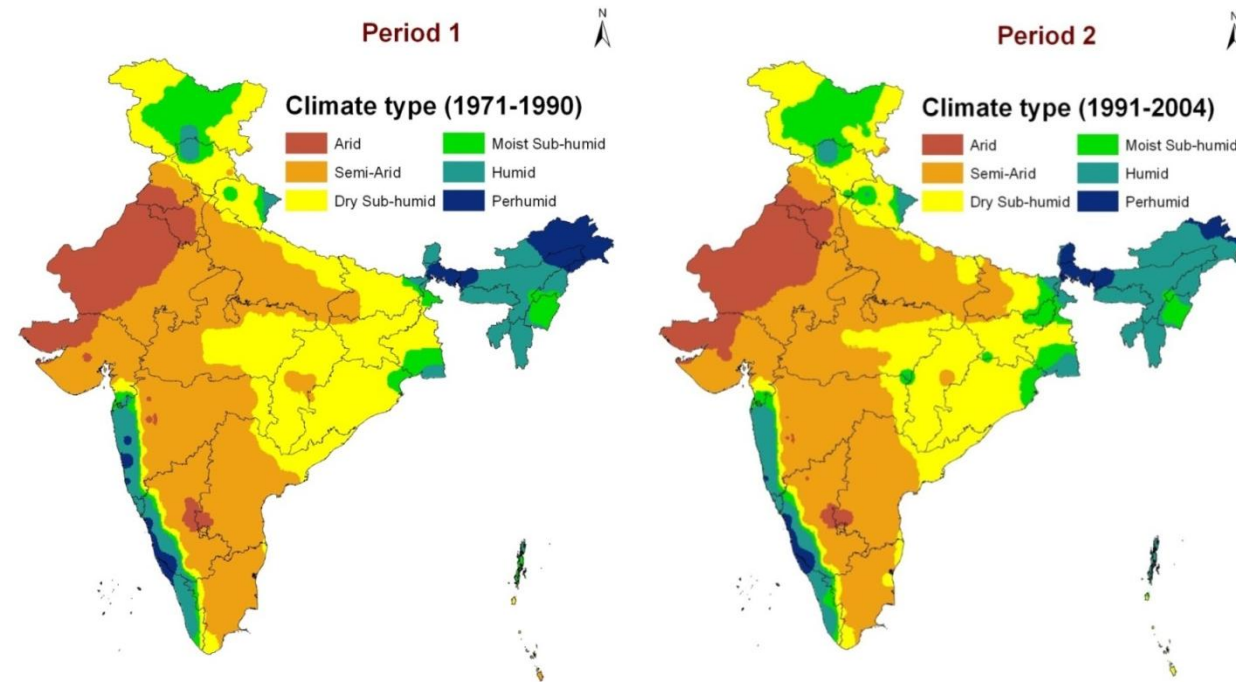 N
Period 1
Climate type (1971-1990)
Arid
Moist Sub-humid
Semi-Arid
Humid
Dry Sub-humid
Perhumid
N
Period 2
Climate type (1991-2004)
Arid
Moist Sub-humid
Semi-Arid
Humid
Dry Sub-humid
Perhumid